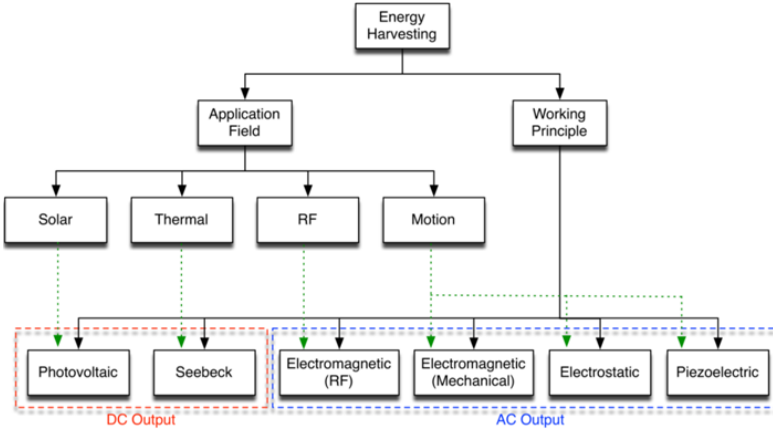 Energy
Harvesting
Application
Field
Working
Principle
Solar
Thermal
RF
Motion
Photovoltaic
Seebeck
Electromagnetic
(RF)
Electromagnetic
(Mechanical)
Electrostatic
Piezoelectric
DC Output
AC Output